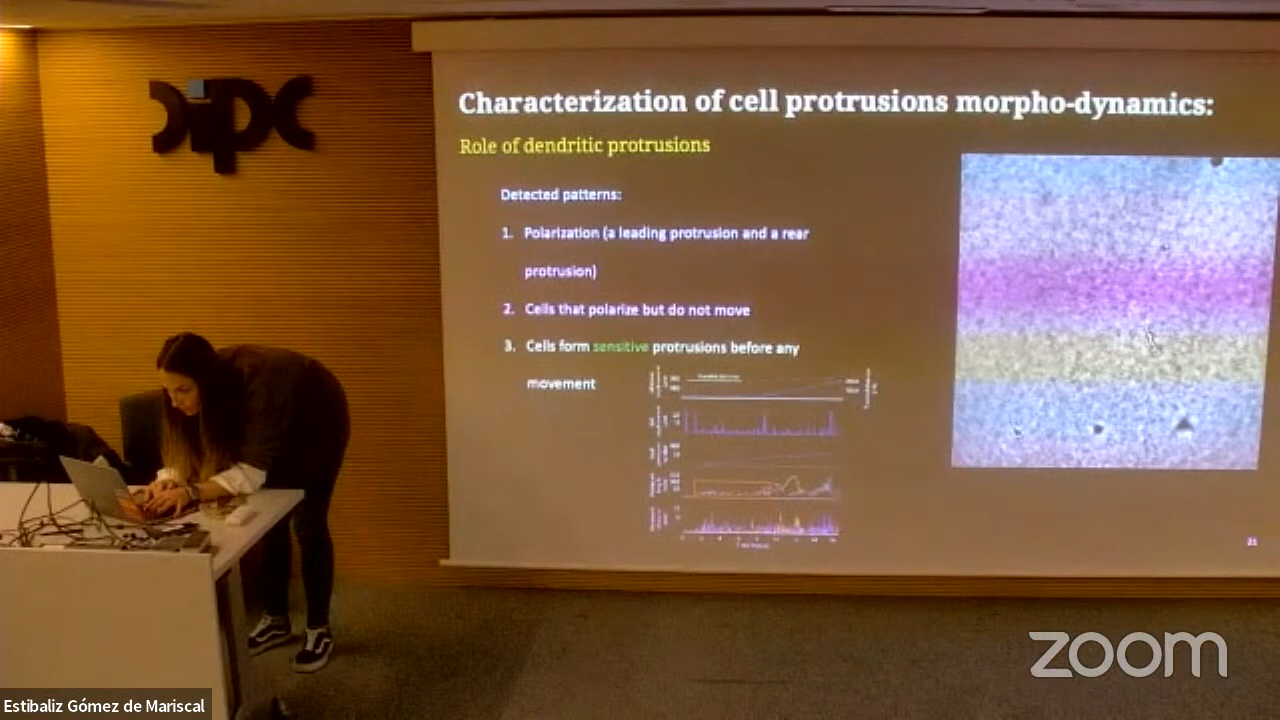 dipc
Characterization of cell protrusions morpho-dynamics:
Role of dendritic protrusions
Detected patterns:
1. Polarization (a leading protrusion and a rear
protrusion)
2. Cells that polarize but do not move
3. Cells form sensitive protrusions before any
movement
21
zoom
Estibaliz Gómez de Mariscal